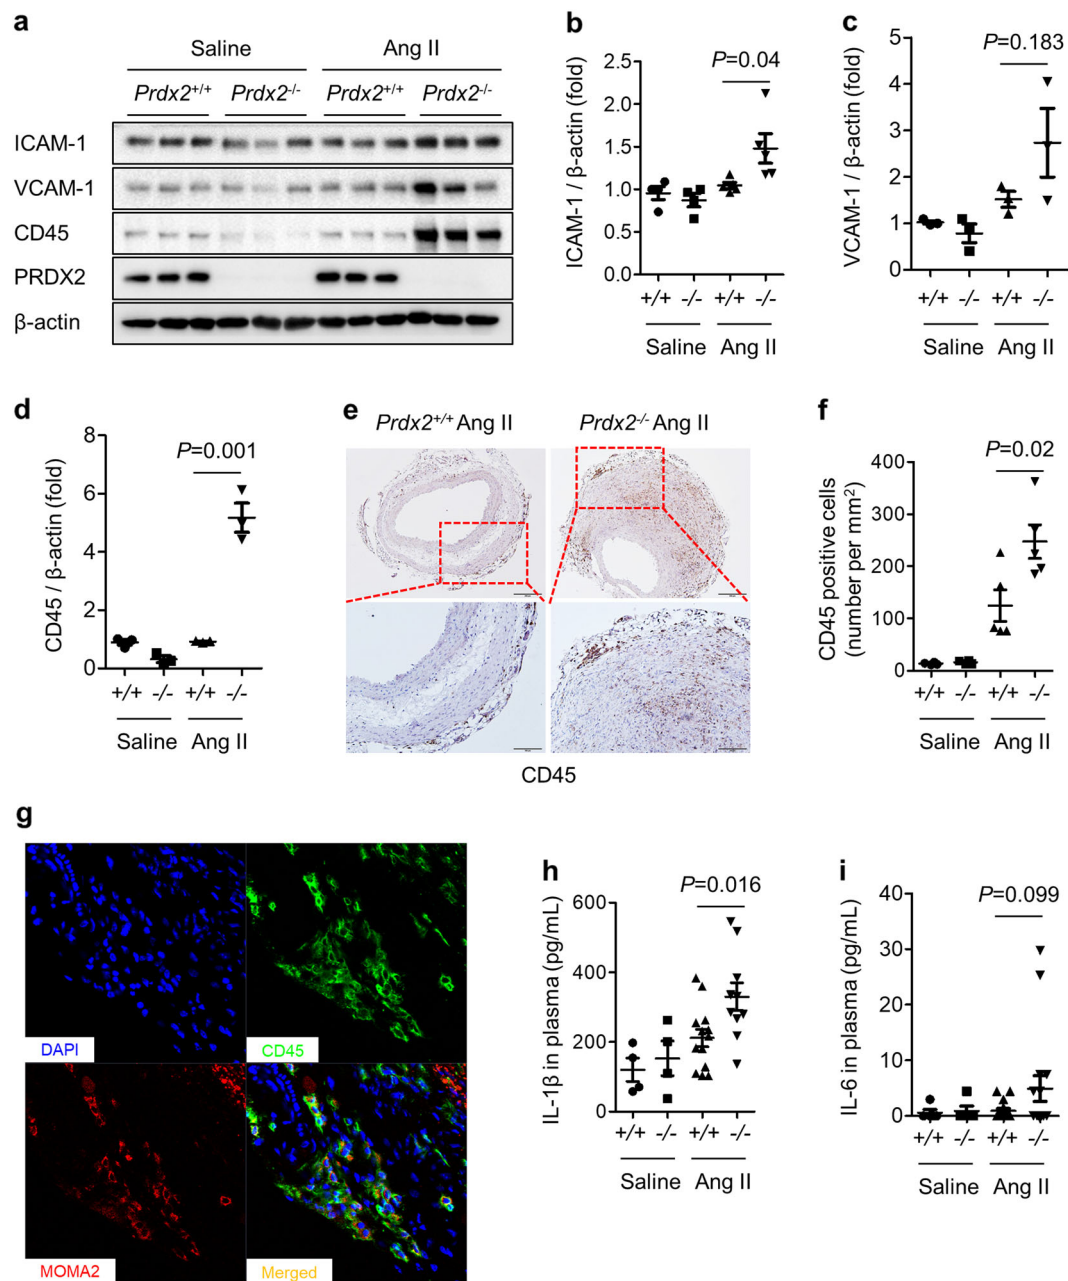 a
Saline Ang II
Prdx2+/+ Prdx2-/- Prdx2+/+ Prdx2-/-
ICAM-1
VCAM-1
CD45
PRDX2
β-actin
b
ICAM-1 / β-actin (fold)
P=0.04
2.5
2.0
1.5
1.0
0.5
0.0
+/+ -/- +/+ -/-
Saline Ang II
c
VCAM-1 / β-actin (fold)
P=0.183
5
4
3
2
1
0
+/+ -/- +/+ -/-
Saline Ang II
d
CD45 / β-actin (fold)
P=0.001
8
6
4
2
0
+/+ -/- +/+ -/-
Saline Ang II
e
Prdx2+/+ Ang II Prdx2-/- Ang II
CD45
f
CD45 positive cells
(number per mm²)
P=0.02
400
300
200
100
0
+/+ -/- +/+ -/-
Saline Ang II
g
DAPI
CD45
MOMA2
Merged
h
IL-1β in plasma (pg/mL)
P=0.016
600
400
200
0
+/+ -/- +/+ -/-
Saline Ang II
i
IL-6 in plasma (pg/mL)
P=0.099
40
30
20
10
0
+/+ -/- +/+ -/-
Saline Ang II